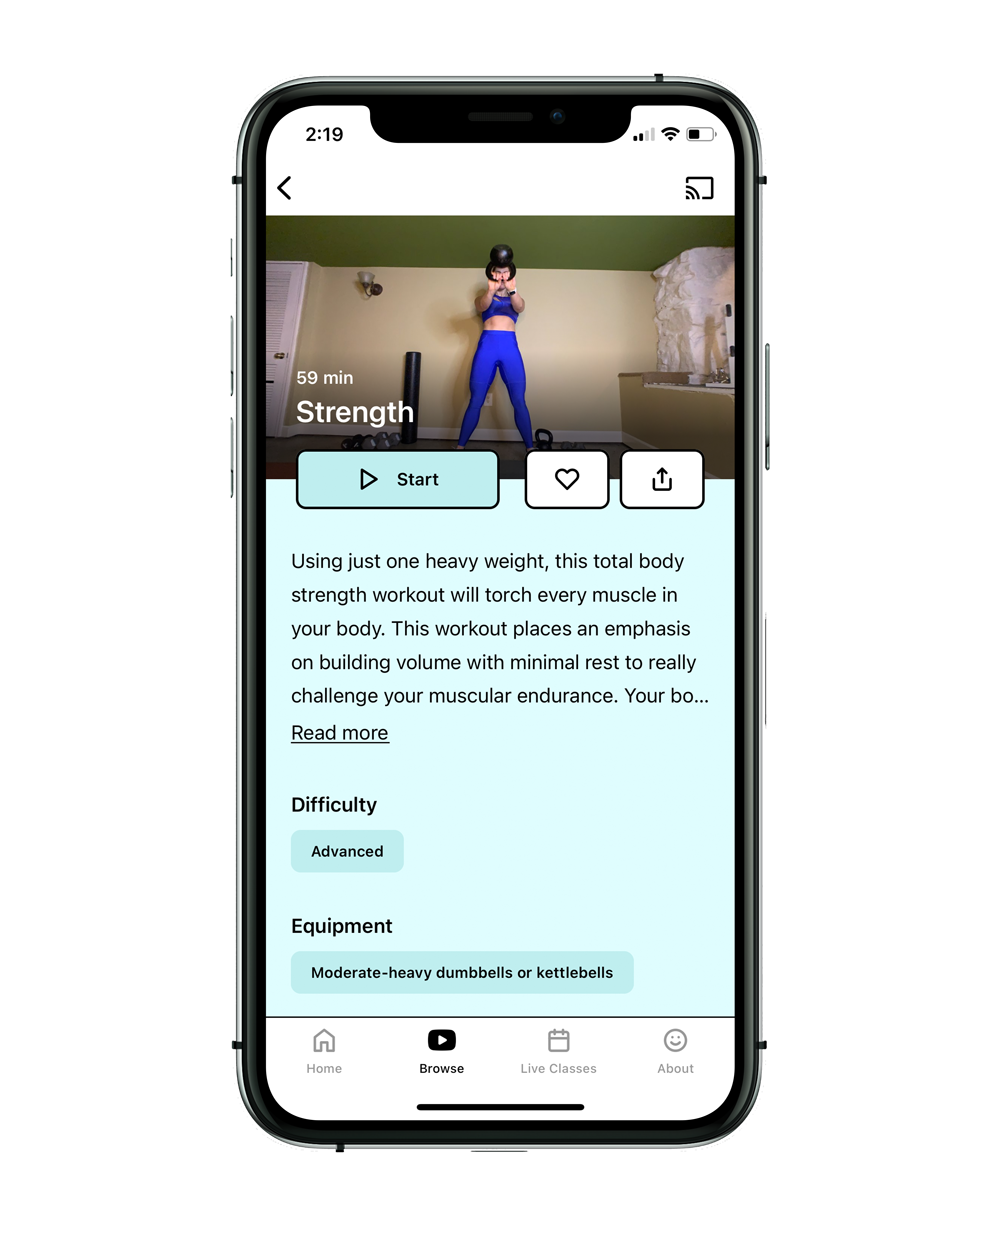 2:19
59 min
Strength
Start
Using just one heavy weight, this total body
strength workout will torch every muscle in
your body. This workout places an emphasis
on building volume with minimal rest to really
challenge your muscular endurance. Your bo...
Read more
Difficulty
Advanced
Equipment
Moderate-heavy dumbbells or kettlebells
Home
Browse
Live Classes
About